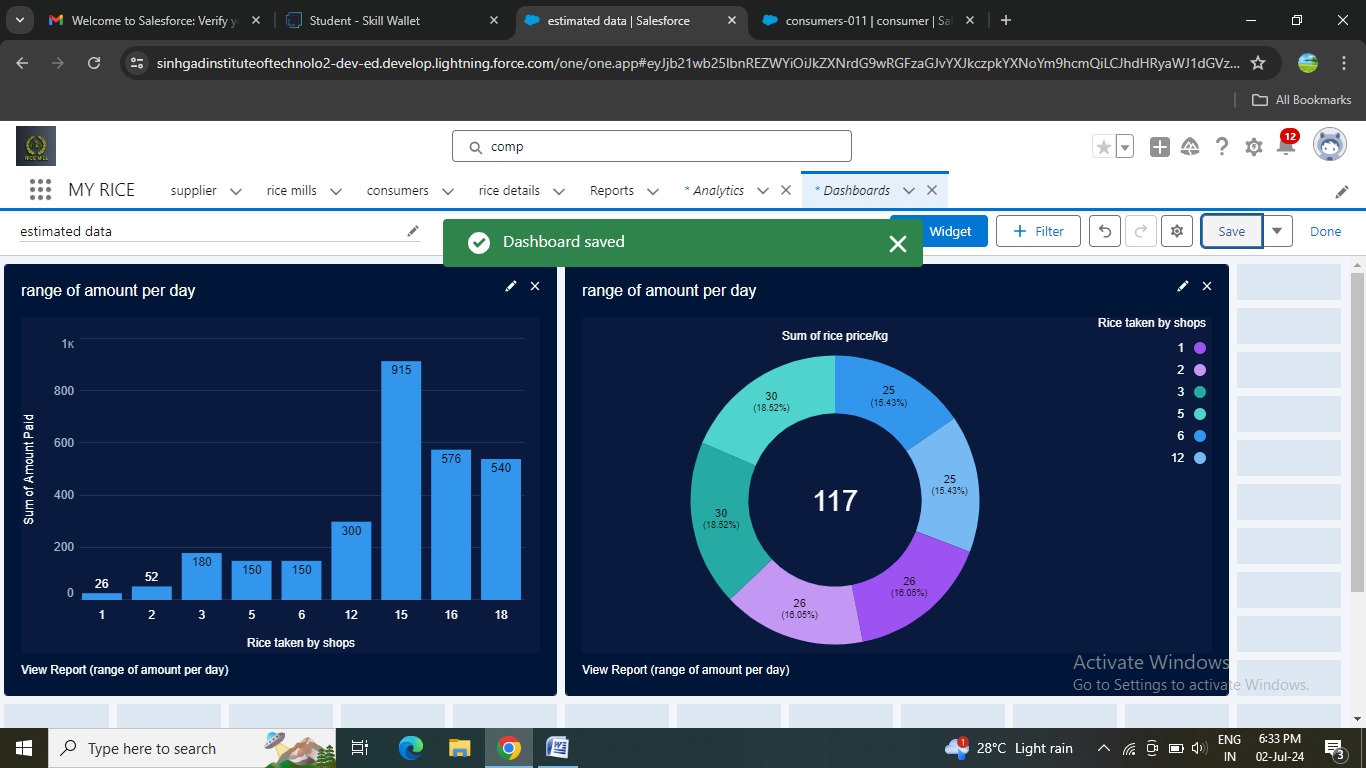 Welcome to Salesforce: Verify y
Student - Skill Wallet
estimated data | Salesforce
consumers-011 | consumer | Sa
sinhgadinstituteoftechnolo2-dev-ed.develop.lightning.force.com/one/one.app#eyJjb21wb25lbnREZWYiOiJkZXNrdG9wRGFzaGJvYXJkczpkYXNoYm9hcmQiLCJhdHRyaWJ1dGVz...
All Bookmarks
RICE MILL
comp
12
MY RICE
supplier
rice mills
consumers
rice details
Reports
* Analytics
* Dashboards
estimated data
Dashboard saved
Widget
+ Filter
Save
Done
range of amount per day
1K
800
600
400
200
0
Sum of Amount Paid
26
52
180
150
150
300
915
576
540
1 2 3 5 6 12 15 16 18
Rice taken by shops
View Report (range of amount per day)
range of amount per day
Sum of rice price/kg
Rice taken by shops
1
2
3
5
6
12
25
(15.43%)
25
(15.43%)
26
(16.05%)
26
(16.05%)
30
(18.52%)
30
(18.52%)
117
View Report (range of amount per day)
Activate Windows
Go to Settings to activate Windows.
Type here to search
1
28°C Light rain
ENG
IN
6:33 PM
02-Jul-24
3